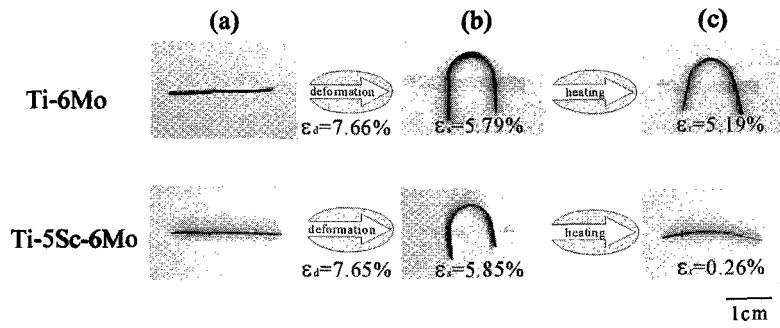 (a) (b) (c)
Ti-6Mo
deformation
heating
εd=7.66% εs=5.79% εr=5.19%
Ti-5Sc-6Mo
deformation
heating
εd=7.65% εs=5.85% εr=0.26%
1cm